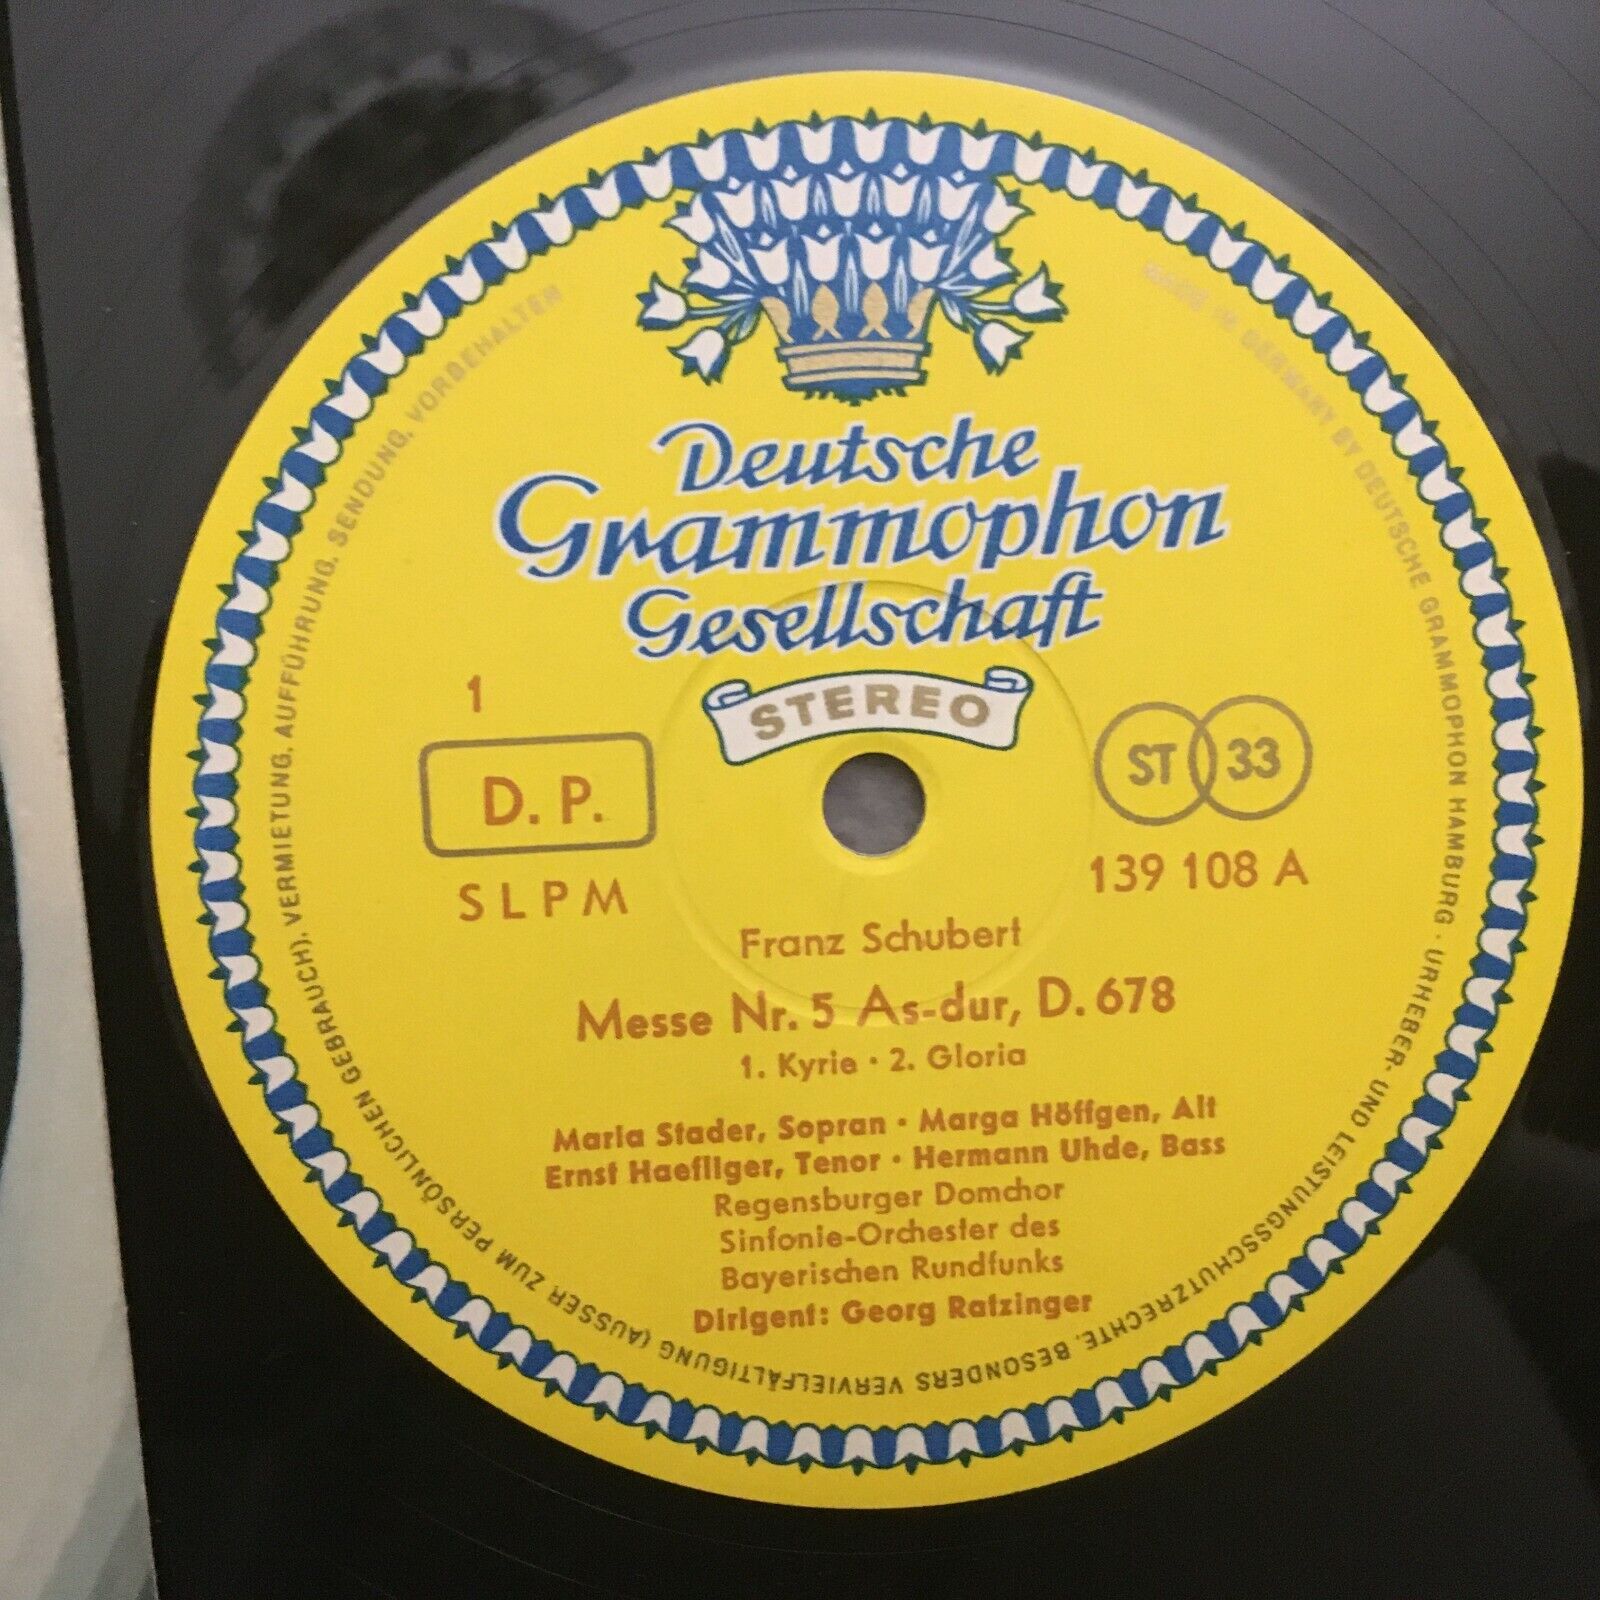 Deutsche
Grammophon
Gesellschaft
STEREO
1
D. P.
ST 33
SLPM
139 108 A
Franz Schubert
Messe Nr. 5 As-dur, D. 678
1. Kyrie · 2. Gloria
Maria Stader, Sopran · Marga Höffgen, Alt
Ernst Haefliger, Tenor · Hermann Uhde, Bass
Regensburger Domchor
Sinfonie-Orchester des
Bayerischen Rundfunks
Dirigent: Georg Ratzinger
MADE IN GERMANY BY DEUTSCHE GRAMMOPHON HAMBURG · URHEBER- UND LEISTUNGSSCHUTZRECHTE, BESONDERS VERVIELFÄLTIGUNG (AUSSER ZUM PERSÖNLICHEN GEBRAUCH), VERMIETUNG, AUFFÜHRUNG, SENDUNG, VORBEHALTEN